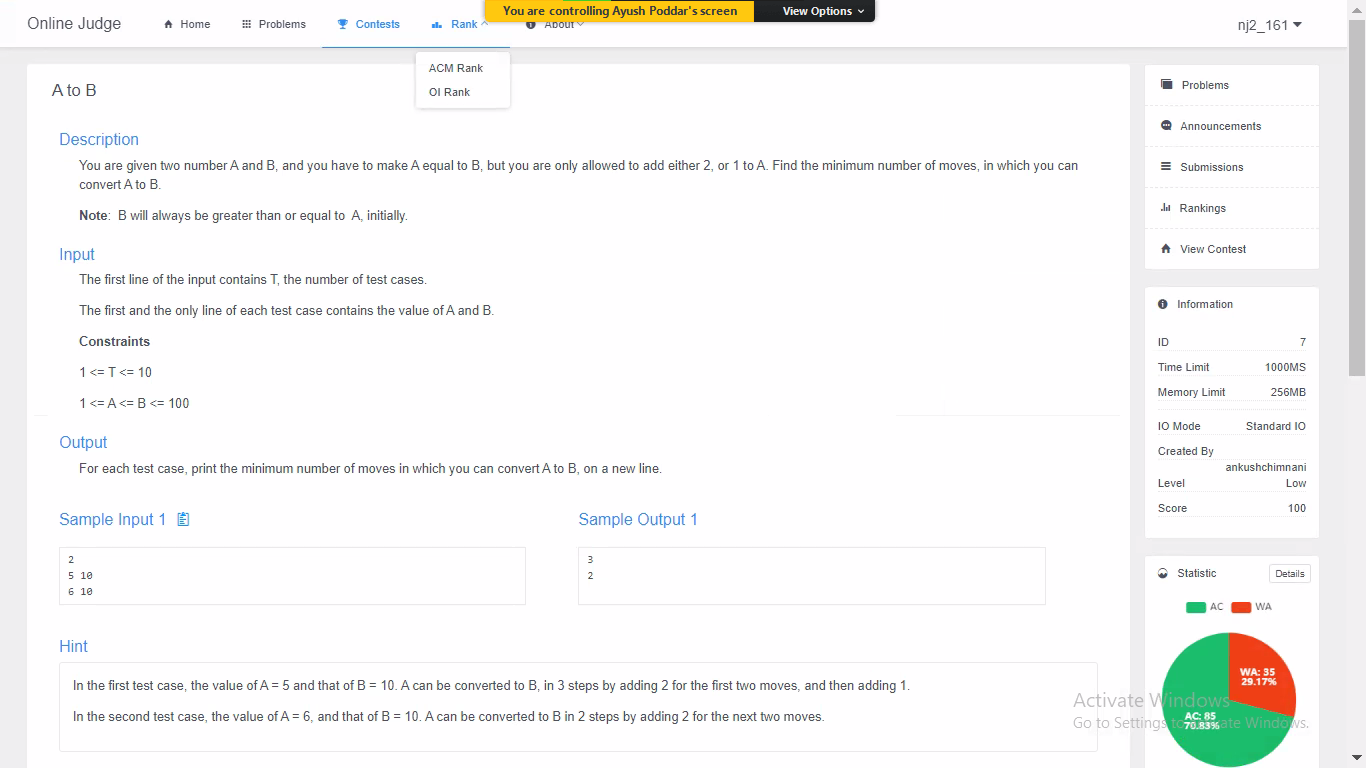 Online Judge
Home
Problems
Contests
Rank
About
You are controlling Ayush Poddar's screen
View Options
nj2_161
ACM Rank
OI Rank
A to B
Description
You are given two number A and B, and you have to make A equal to B, but you are only allowed to add either 2, or 1 to A. Find the minimum number of moves, in which you can
convert A to B.
Note: B will always be greater than or equal to A, initially.
Input
The first line of the input contains T, the number of test cases.
The first and the only line of each test case contains the value of A and B.
Constraints
1 <= T <= 10
1 <= A <= B <= 100
Output
For each test case, print the minimum number of moves in which you can convert A to B, on a new line.
Sample Input 1
2
5 10
6 10
Sample Output 1
3
2
Hint
In the first test case, the value of A = 5 and that of B = 10. A can be converted to B, in 3 steps by adding 2 for the first two moves, and then adding 1.
In the second test case, the value of A = 6, and that of B = 10. A can be converted to B in 2 steps by adding 2 for the next two moves.
Problems
Announcements
Submissions
Rankings
View Contest
Information
ID 7
Time Limit 1000MS
Memory Limit 256MB
IO Mode Standard IO
Created By
ankushchimnani
Level Low
Score 100
Statistic
Details
AC WA
WA: 35
29.17%
AC: 85
70.83%
Activate Windows
Go to Settings to activate Windows.